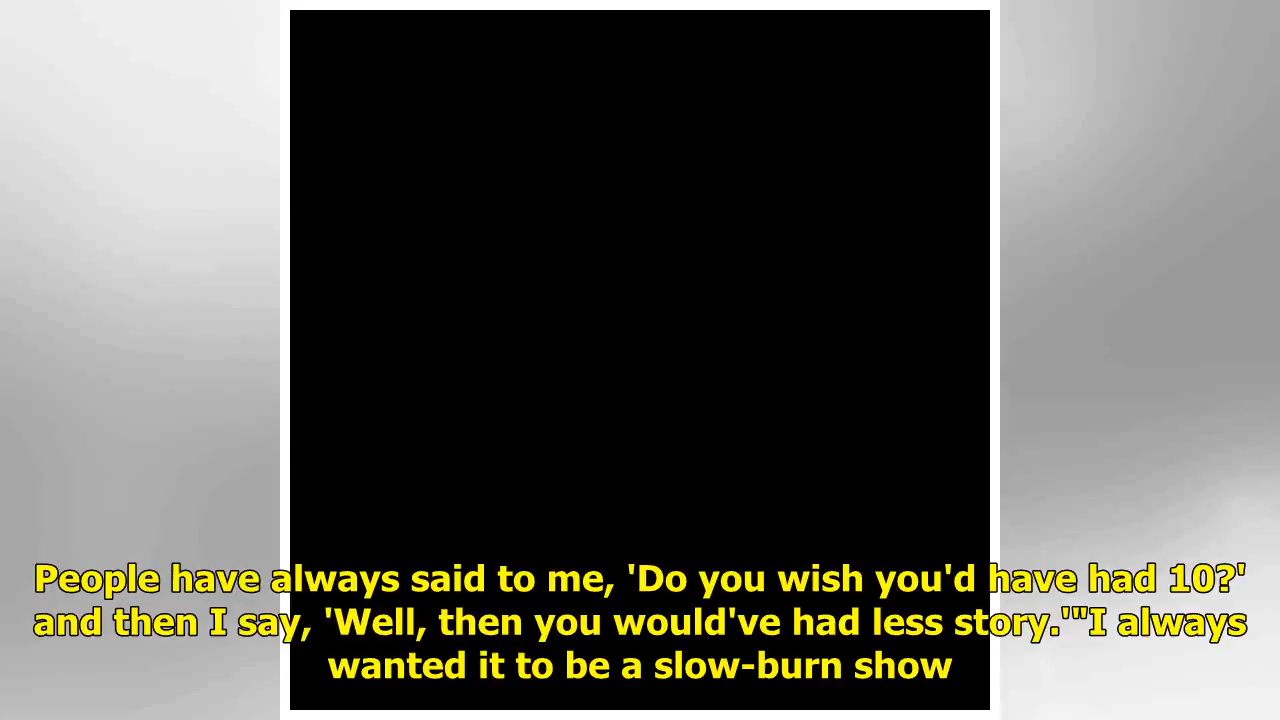 People have always said to me, 'Do you wish you'd have had 10?'
and then I say, 'Well, then you would've had less story.'"I always
wanted it to be a slow-burn show